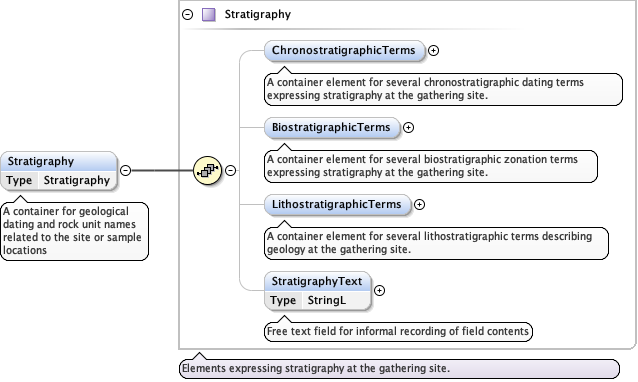 Stratigraphy
ChronostratigraphicTerms
A container element for several chronostratigraphic dating terms
expressing stratigraphy at the gathering site.
BiostratigraphicTerms
A container element for several biostratigraphic zonation terms
expressing stratigraphy at the gathering site.
Stratigraphy
Type Stratigraphy
A container for geological
dating and rock unit names
related to the site or sample
locations
LithostratigraphicTerms
A container element for several lithostratigraphic terms describing
geology at the gathering site.
StratigraphyText
Type StringL
Free text field for informal recording of field contents
Elements expressing stratigraphy at the gathering site.